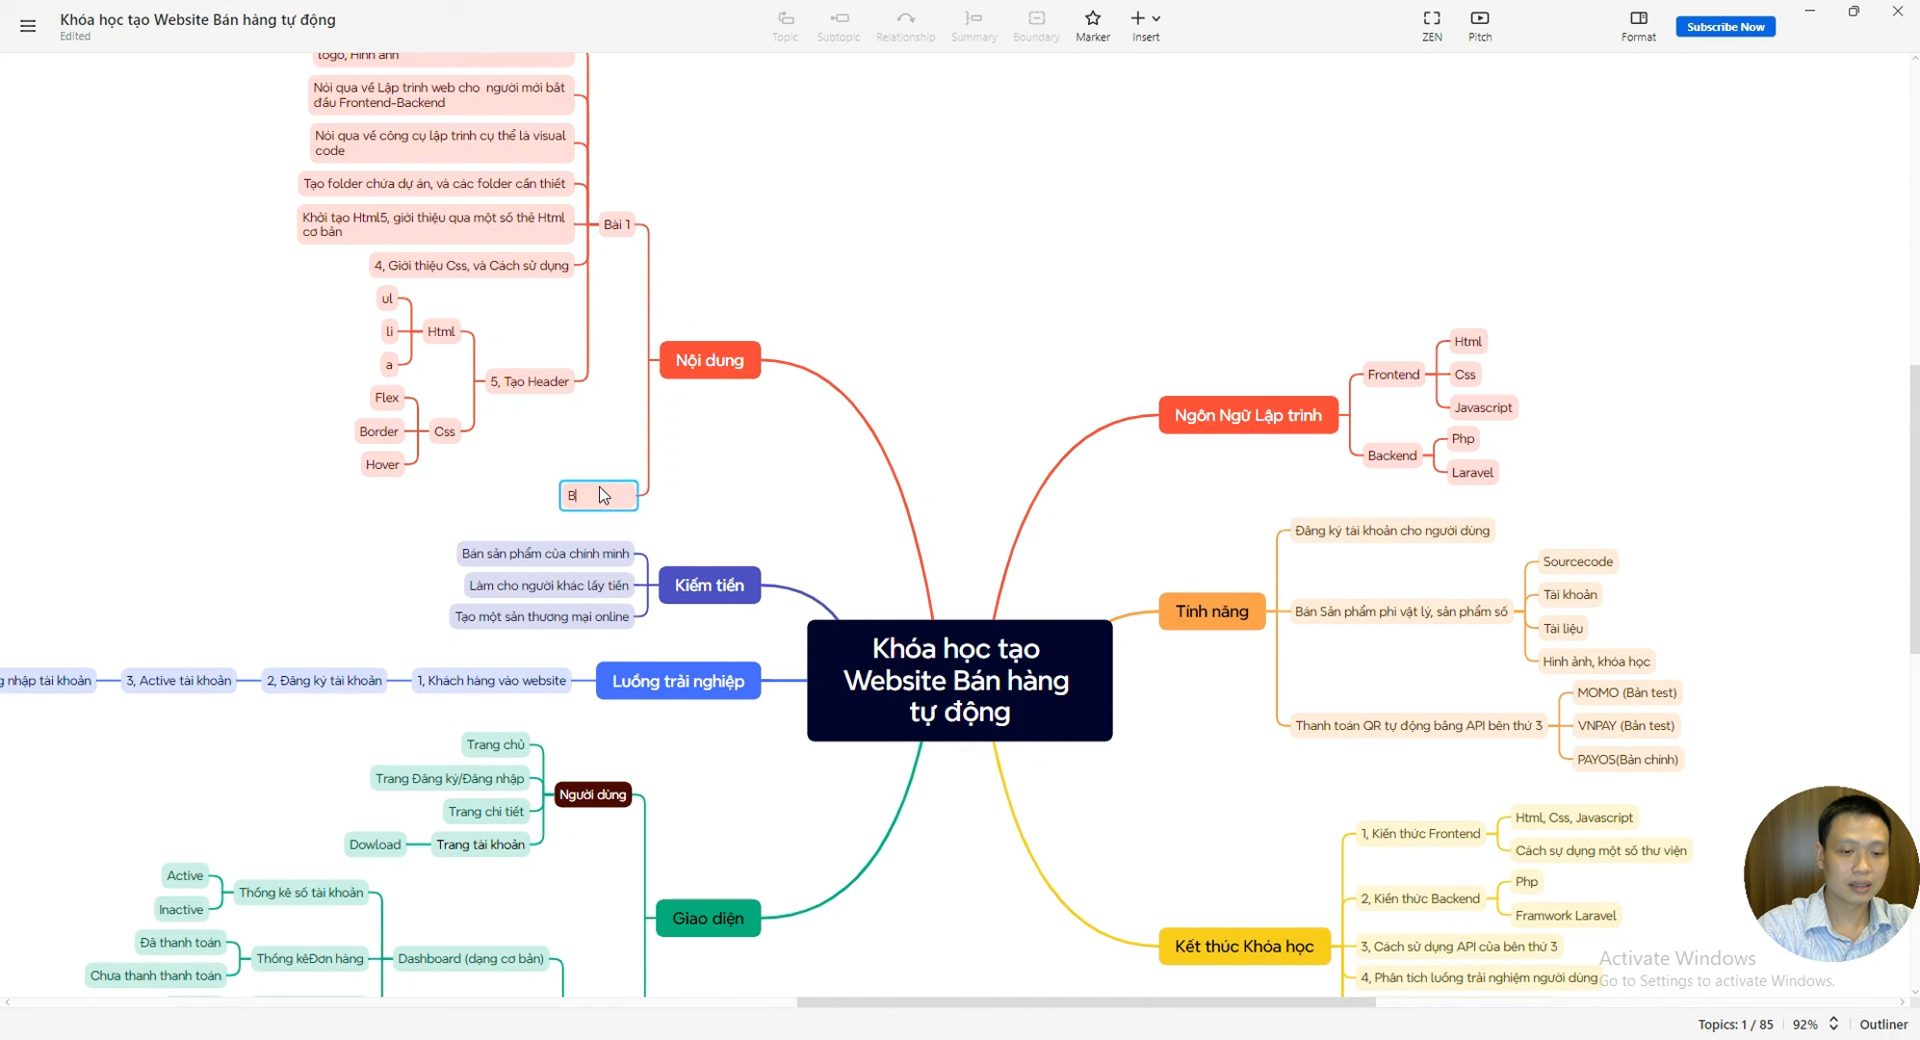 Khóa học tạo Website Bán hàng tự động
Edited
Topic
Subtopic
Relationship
Summary
Boundary
Marker
Insert
ZEN
Pitch
Format
Subscribe Now
logo, Hình ảnh
Nói qua về Lập trình web cho người mới bắt
đầu Frontend-Backend
Nói qua về công cụ lập trình cụ thể là visual
code
Tạo folder chứa dự án, và các folder cần thiết
Khởi tạo Html5, giới thiệu qua một số thẻ Html
cơ bản
Bài 1
4, Giới thiệu Css, và Cách sử dụng
ul
li
a
Html
Flex
Border
Hover
Css
5, Tạo Header
Nội dung
B
Bán sản phẩm của chính mình
Làm cho người khác lấy tiền
Tạo một sàn thương mại online
Kiếm tiền
g nhập tài khoản
3, Active tài khoản
2, Đăng ký tài khoản
1, Khách hàng vào website
Luồng trải nghiệp
Trang chủ
Trang Đăng ký/Đăng nhập
Trang chi tiết
Dowload
Trang tài khoản
Người dùng
Active
Inactive
Thống kê số tài khoản
Đã thanh toán
Chưa thanh thanh toán
Thống kêĐơn hàng
Dashboard (dạng cơ bản)
Giao diện
Khóa học tạo
Website Bán hàng
tự động
Ngôn Ngữ Lập trình
Frontend
Html
Css
Javascript
Backend
Php
Laravel
Tính năng
Đăng ký tài khoản cho người dùng
Bán Sản phẩm phi vật lý, sản phẩm số
Sourcecode
Tài khoản
Tài liệu
Hình ảnh, khóa học
Thanh toán QR tự động bằng API bên thứ 3
MOMO (Bản test)
VNPAY (Bản test)
PAYOS(Bản chính)
Kết thúc Khóa học
1, Kiến thức Frontend
Html, Css, Javascript
Cách sự dụng một số thư viện
2, Kiến thức Backend
Php
Framwork Laravel
3, Cách sử dụng API của bên thứ 3
4, Phân tích luồng trải nghiệm người dùng
Activate Windows
Go to Settings to activate Windows.
Topics: 1 / 85
92%
Outliner